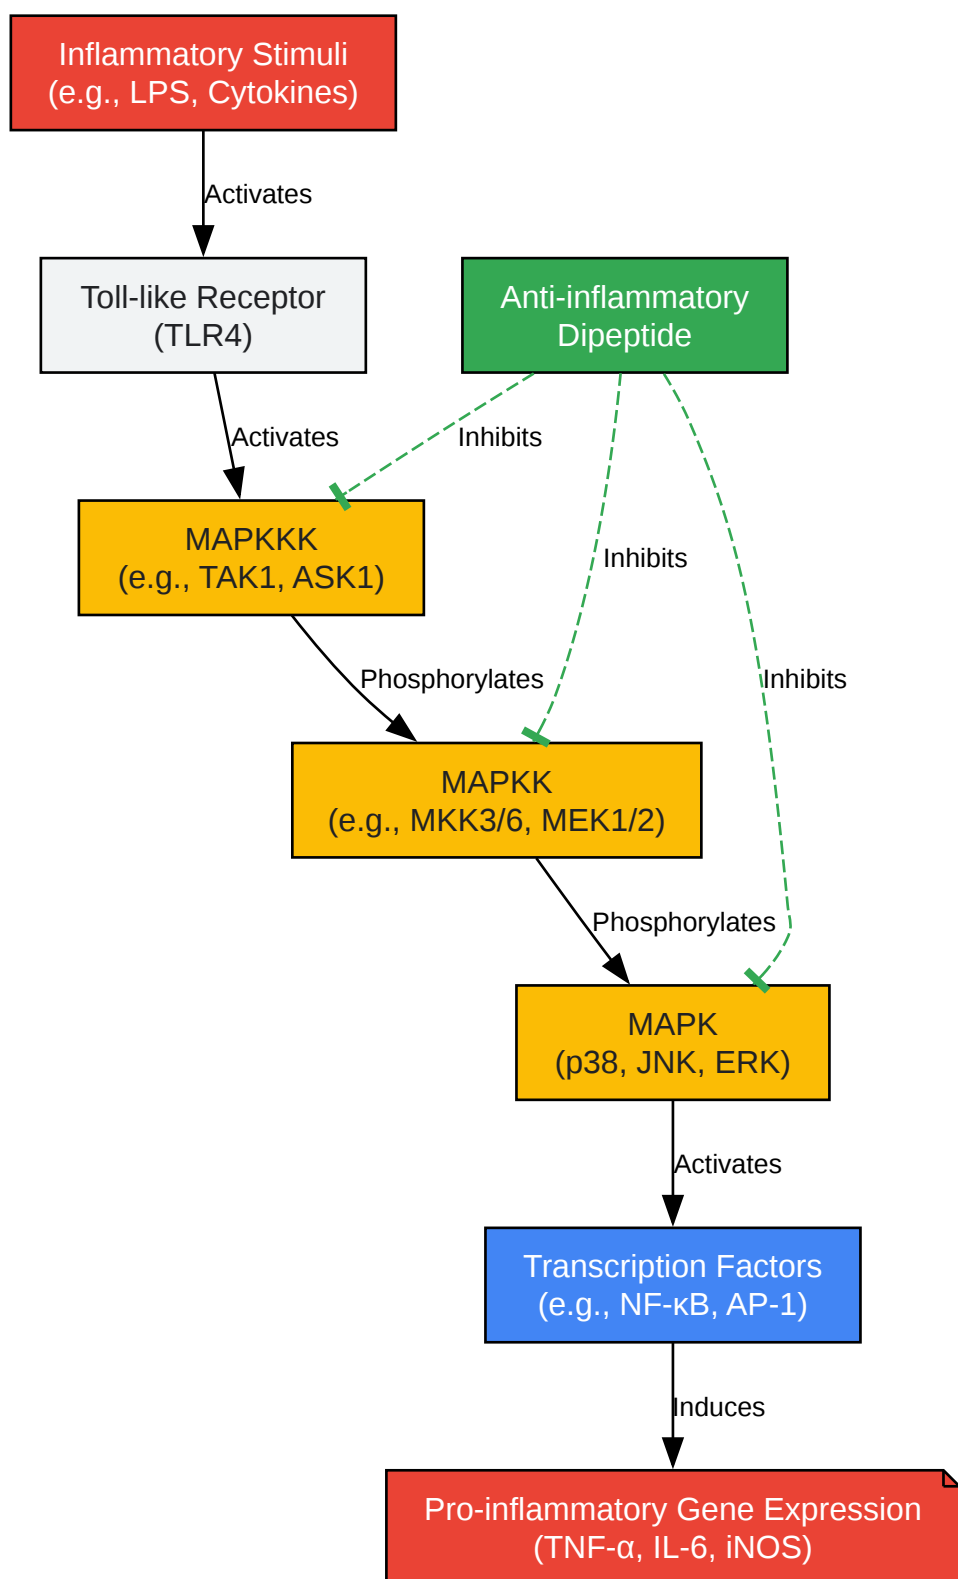 Inflammatory Stimuli
(e.g., LPS, Cytokines)
Activates
Toll-like Receptor
(TLR4)
Anti-inflammatory
Dipeptide
Activates
Inhibits
MAPKKK
(e.g., TAK1, ASK1)
Inhibits
Phosphorylates
Inhibits
MAPKK
(e.g., MKK3/6, MEK1/2)
Phosphorylates
MAPK
(p38, JNK, ERK)
Activates
Transcription Factors
(e.g., NF-κB, AP-1)
Induces
Pro-inflammatory Gene Expression
(TNF-α, IL-6, iNOS)